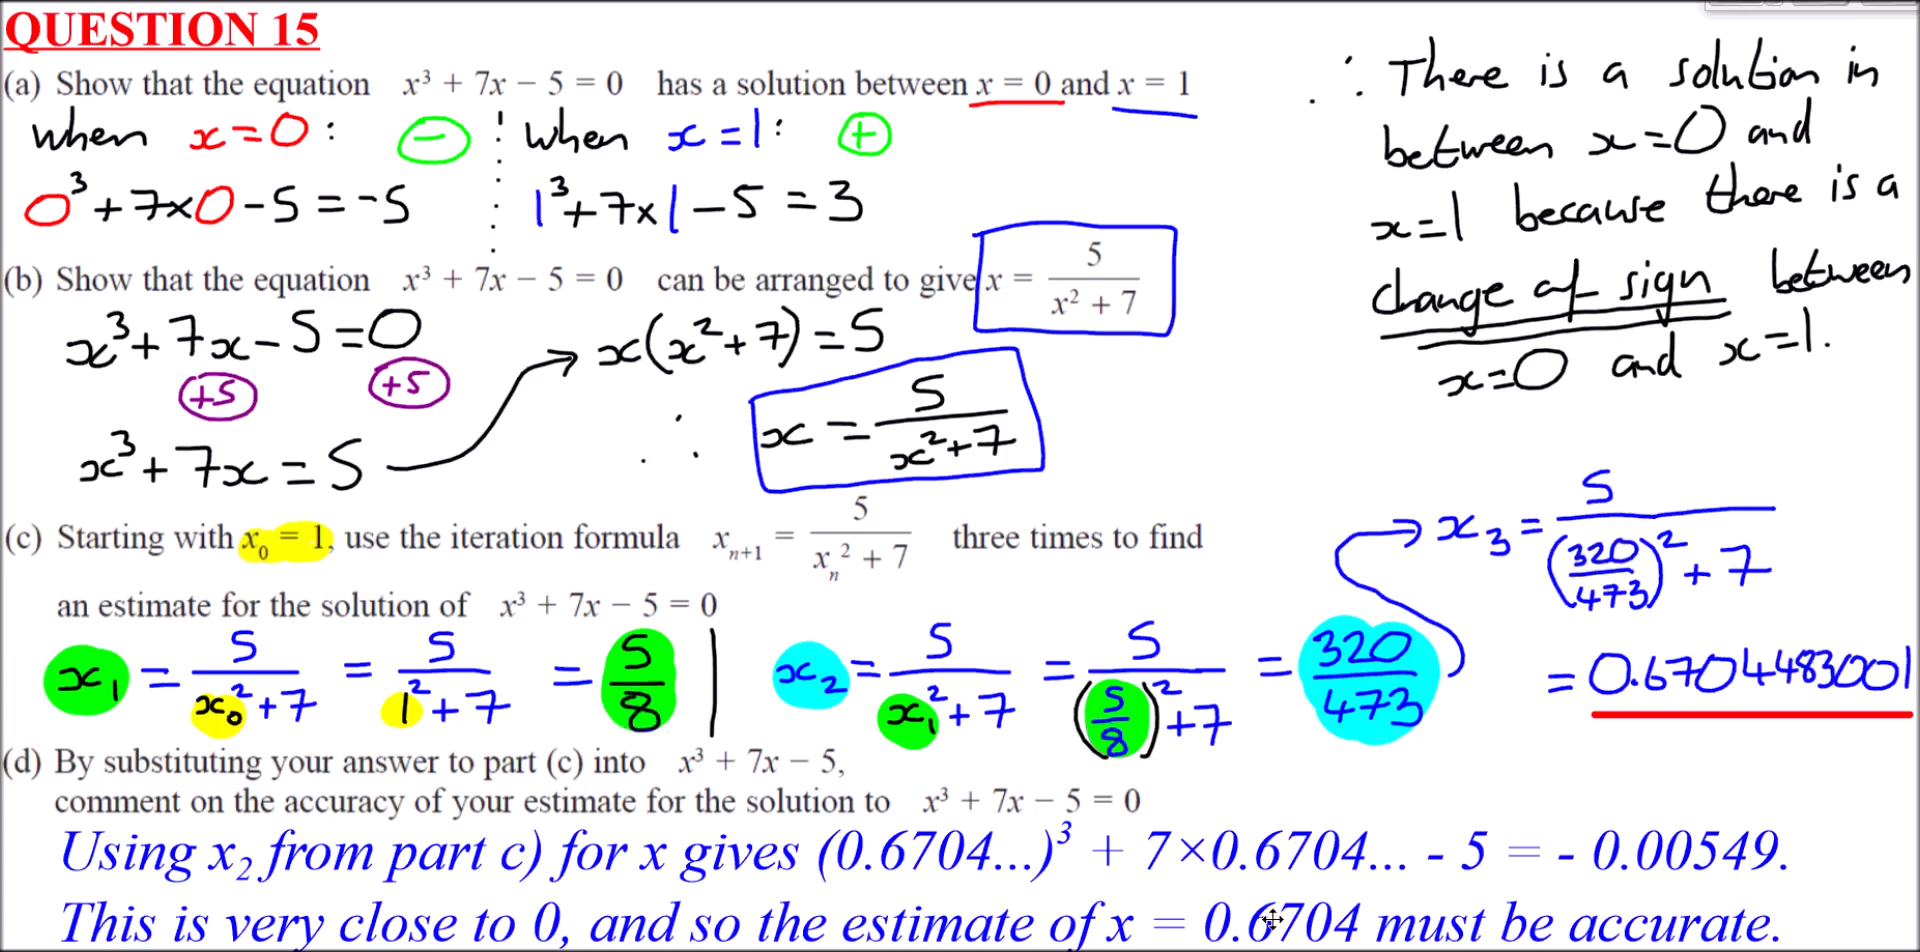 QUESTION 15
(a) Show that the equation x³ + 7x − 5 = 0 has a solution between x = 0 and x = 1
when x=0: − when x=1: +
0³+7×0-5=-5 1³+7×1-5=3
∴ There is a solution in
between x=0 and
x=1 because there is a
change of sign between
x=0 and x=1.
(b) Show that the equation x³ + 7x − 5 = 0 can be arranged to give x = 5/(x² + 7)
x³+7x-5=0 → x(x²+7)=5
+5 +5
x³+7x=5 ∴ x = 5/(x²+7)
(c) Starting with x₀ = 1, use the iteration formula xₙ₊₁ = 5/(xₙ² + 7) three times to find
an estimate for the solution of x³ + 7x − 5 = 0
x₁ = 5/(x₀²+7) = 5/(1²+7) = 5/8 | x₂ = 5/(x₁²+7) = 5/((5/8)²+7) = 320/473
→ x₃ = 5/((320/473)²+7)
= 0.6704483001
(d) By substituting your answer to part (c) into x³ + 7x − 5,
comment on the accuracy of your estimate for the solution to x³ + 7x − 5 = 0
Using x₂ from part c) for x gives (0.6704...)³ + 7×0.6704... - 5 = - 0.00549.
This is very close to 0, and so the estimate of x = 0.6704 must be accurate.